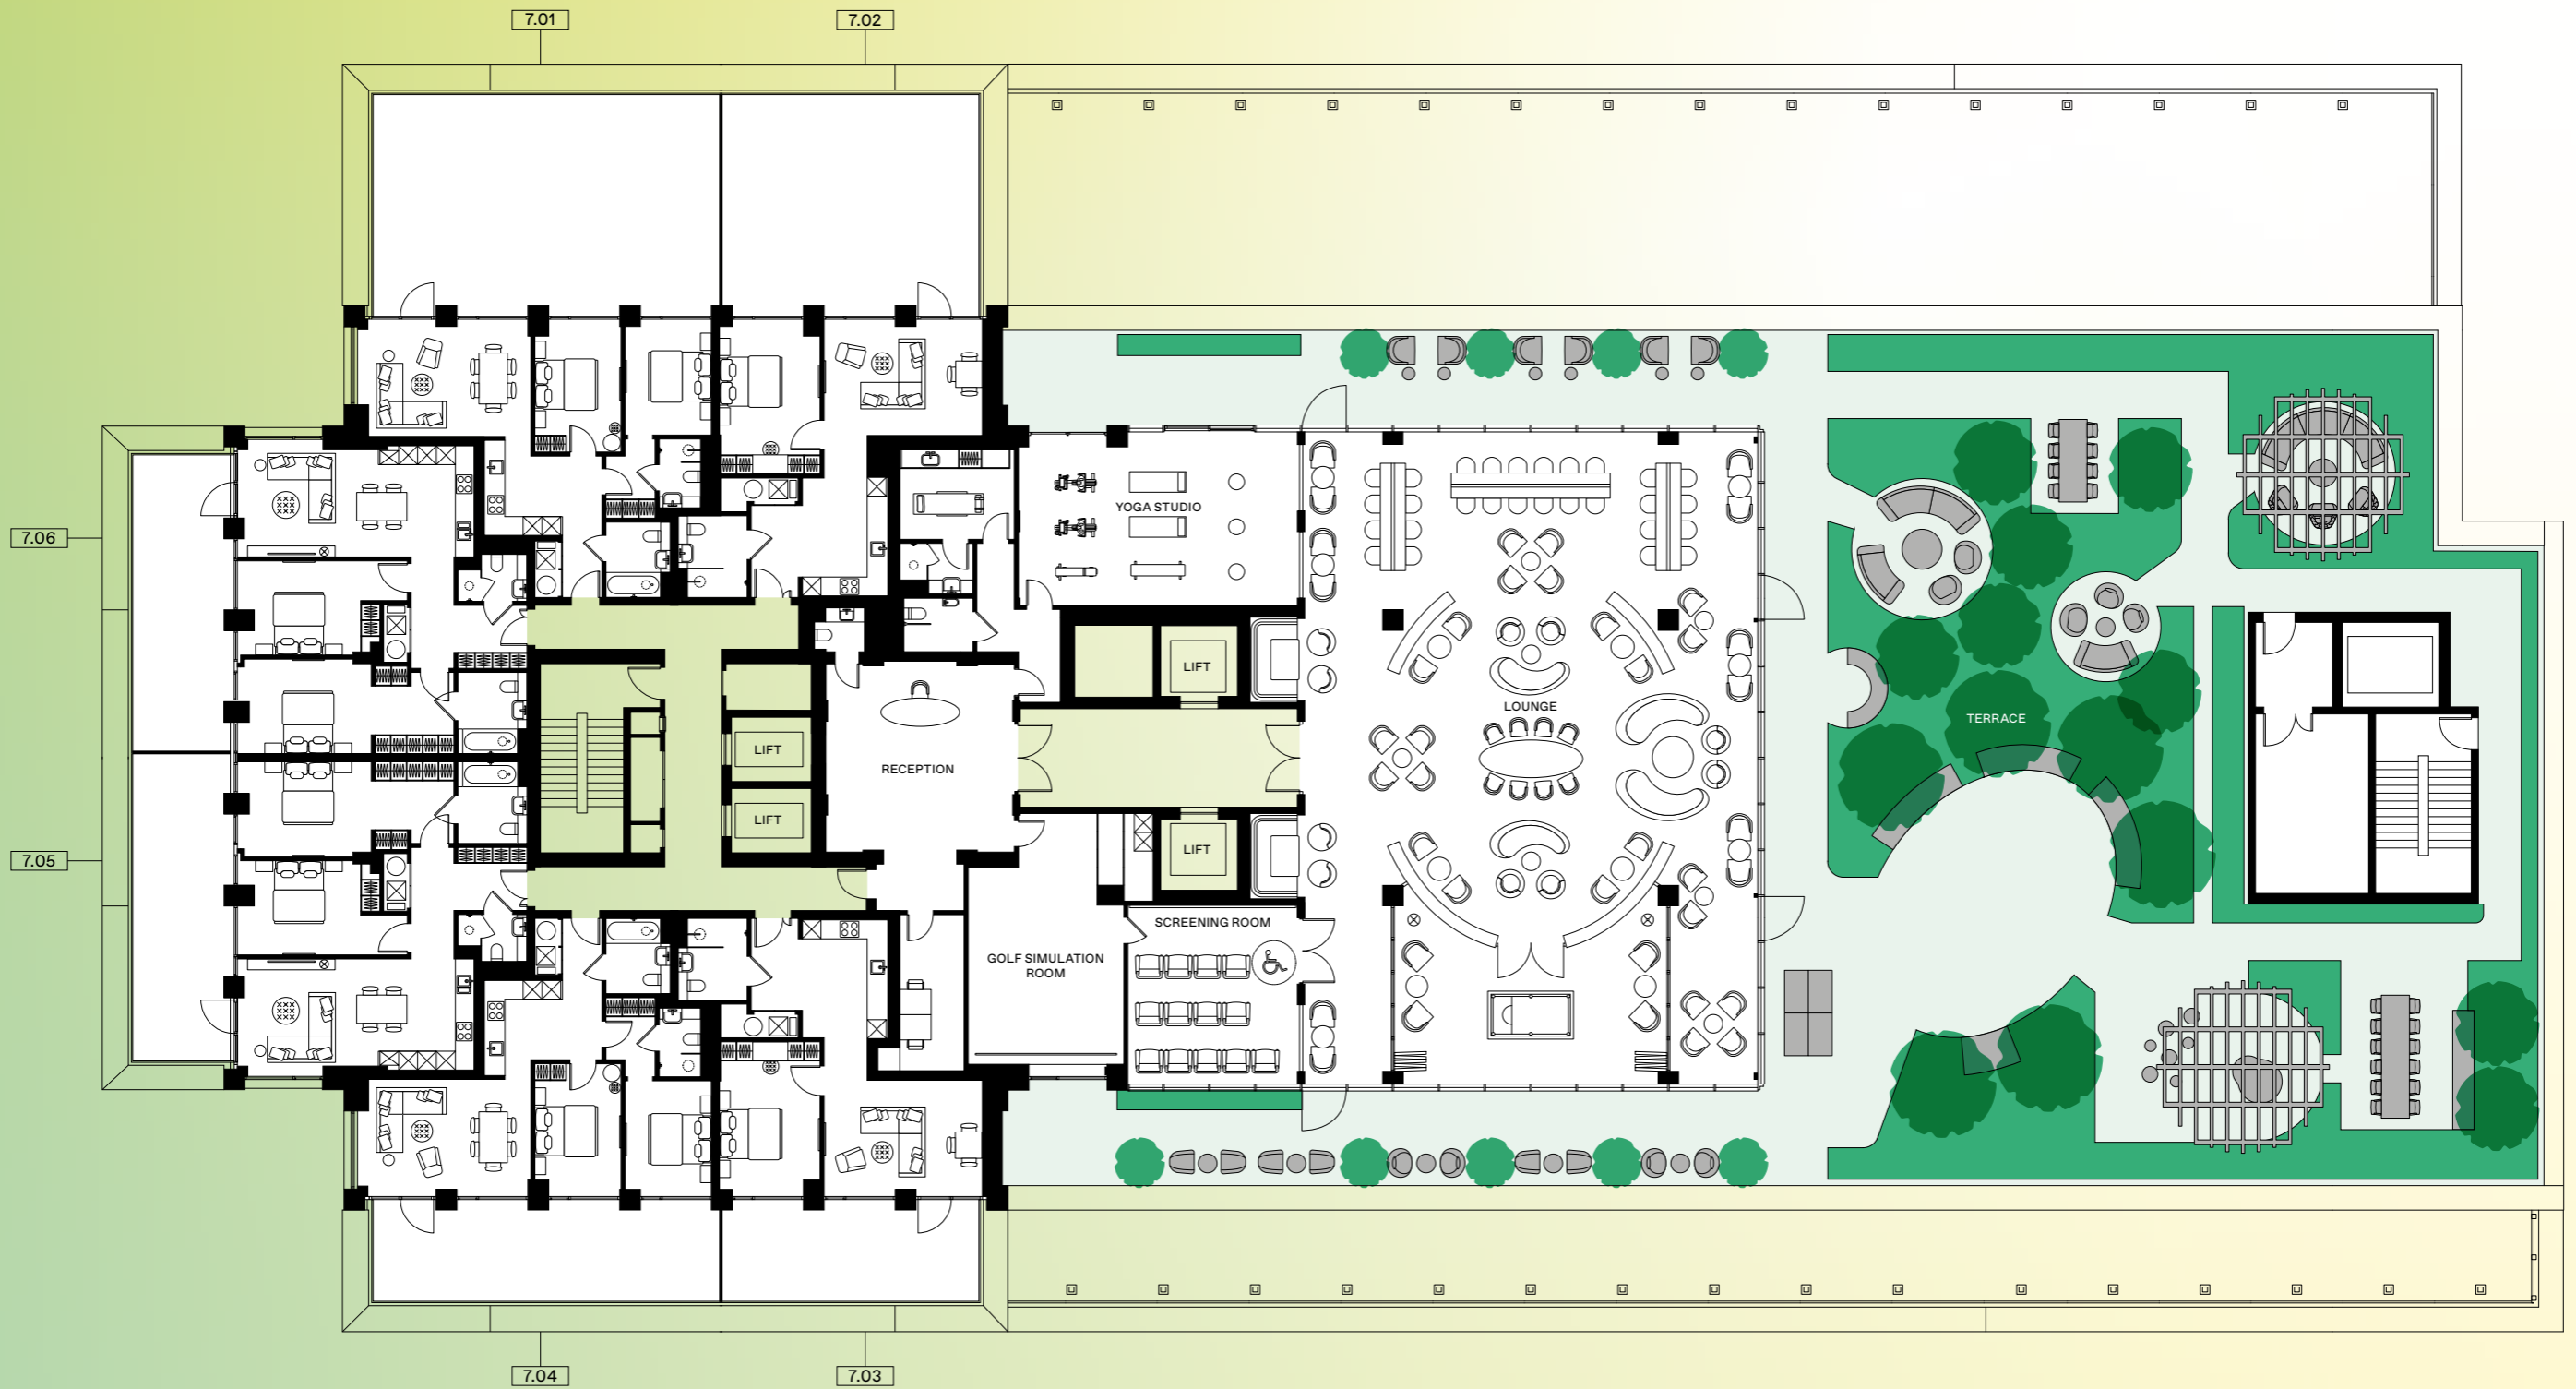 7.01
7.02
YOGA STUDIO
7.06
LIFT
LOUNGE
TERRACE
LIFT
RECEPTION
LIFT
LIFT
7.05
SCREENING ROOM
GOLF SIMULATION
ROOM
7.04
7.03